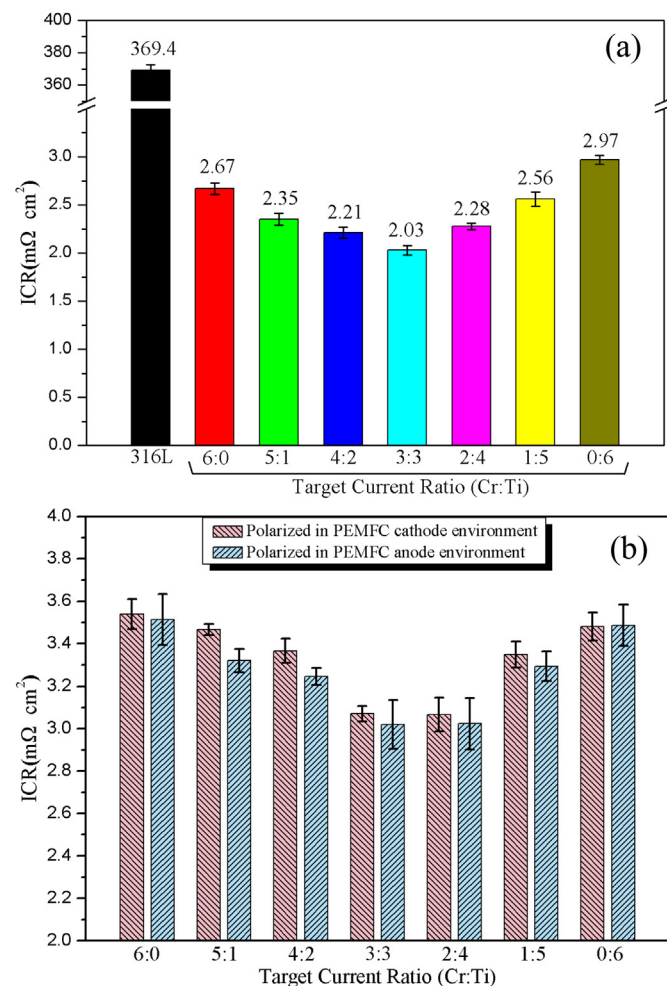 (a)
ICR(mΩ cm²)
400
380
360
3.0
2.5
2.0
1.5
1.0
0.5
0.0
369.4
2.67
2.35
2.21
2.03
2.28
2.56
2.97
316L 6:0 5:1 4:2 3:3 2:4 1:5 0:6
Target Current Ratio (Cr:Ti)
(b)
Polarized in PEMFC cathode environment
Polarized in PEMFC anode environment
ICR(mΩ cm²)
4.0
3.8
3.6
3.4
3.2
3.0
2.8
2.6
2.4
2.2
2.0
6:0 5:1 4:2 3:3 2:4 1:5 0:6
Target Current Ratio (Cr:Ti)